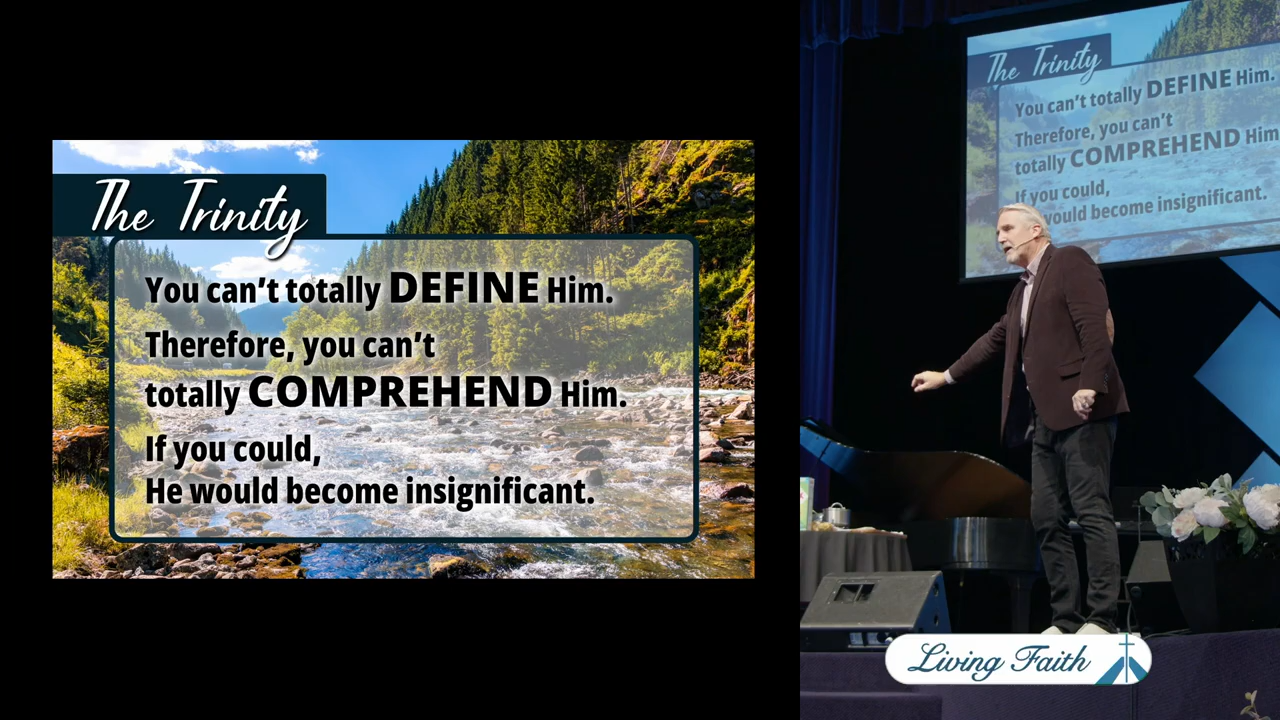 The Trinity
You can't totally DEFINE Him.
Therefore, you can't
totally COMPREHEND Him.
If you could,
He would become insignificant.
The Trinity
You can't totally DEFINE Him.
Therefore, you can't
totally COMPREHEND Him
If you could,
would become insignificant.
Living Faith